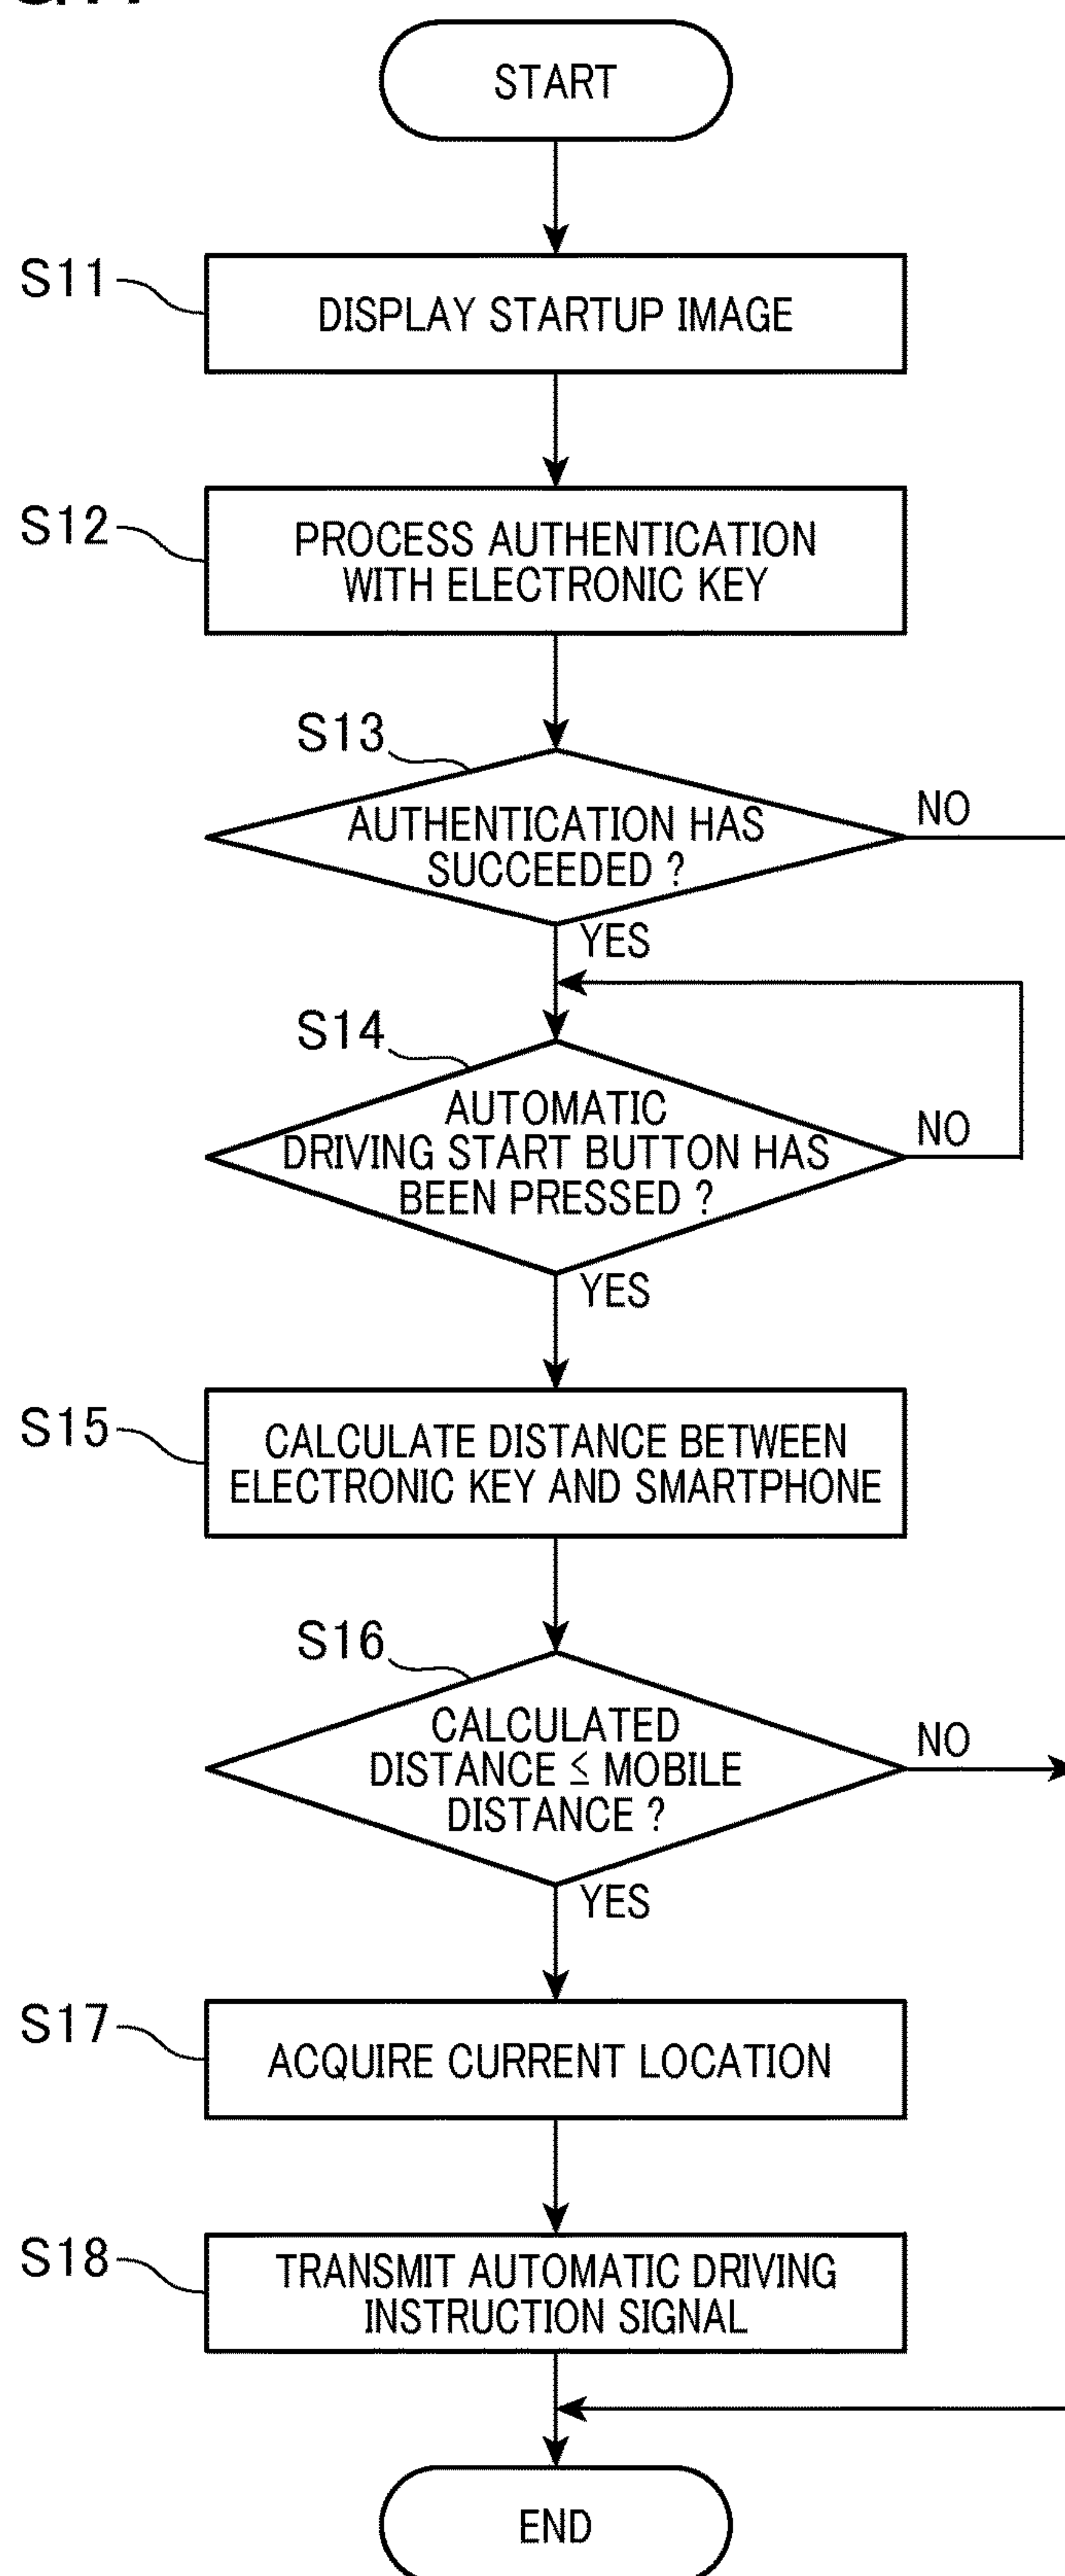 START
S11
DISPLAY STARTUP IMAGE
S12
PROCESS AUTHENTICATION
WITH ELECTRONIC KEY
S13
AUTHENTICATION HAS
SUCCEEDED ?
NO
YES
S14
AUTOMATIC
DRIVING START BUTTON HAS
BEEN PRESSED ?
NO
YES
S15
CALCULATE DISTANCE BETWEEN
ELECTRONIC KEY AND SMARTPHONE
S16
CALCULATED
DISTANCE ≤ MOBILE
DISTANCE ?
NO
YES
S17
ACQUIRE CURRENT LOCATION
S18
TRANSMIT AUTOMATIC DRIVING
INSTRUCTION SIGNAL
END